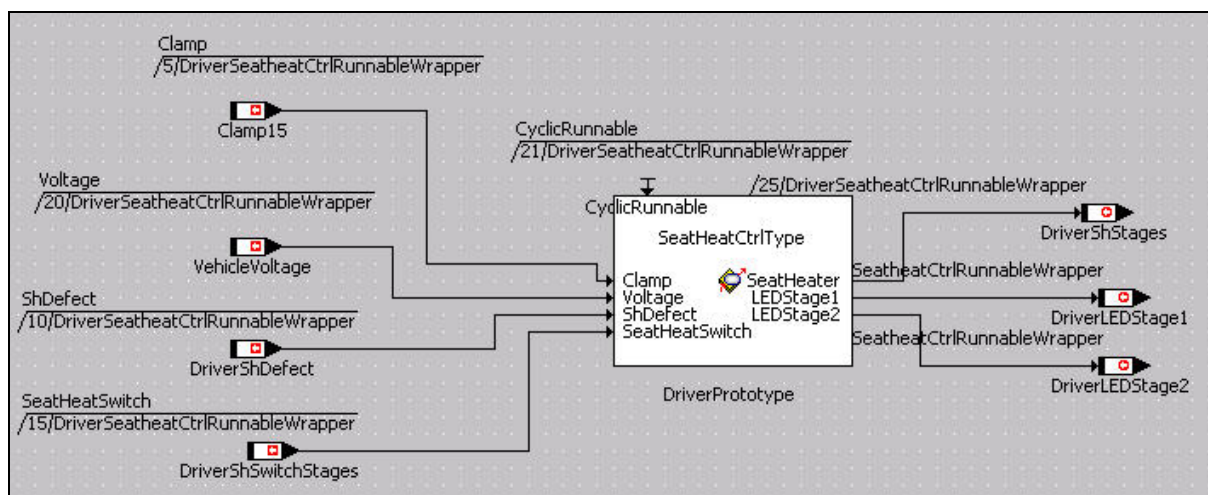 Clamp
/5/DriverSeatheatCtrlRunnableWrapper
Clamp15
CyclicRunnable
/21/DriverSeatheatCtrlRunnableWrapper
Voltage
/20/DriverSeatheatCtrlRunnableWrapper
VehicleVoltage
/25/DriverSeatheatCtrlRunnableWrapper
CyclicRunnable
SeatHeatCtrlType
DriverShStages
Clamp
Voltage
ShDefect
SeatHeatSwitch
SeatHeater
LEDStage1
LEDStage2
SeatheatCtrlRunnableWrapper
DriverLEDStage1
SeatheatCtrlRunnableWrapper
DriverLEDStage2
DriverPrototype
ShDefect
/10/DriverSeatheatCtrlRunnableWrapper
DriverShDefect
SeatHeatSwitch
/15/DriverSeatheatCtrlRunnableWrapper
DriverShSwitchStages